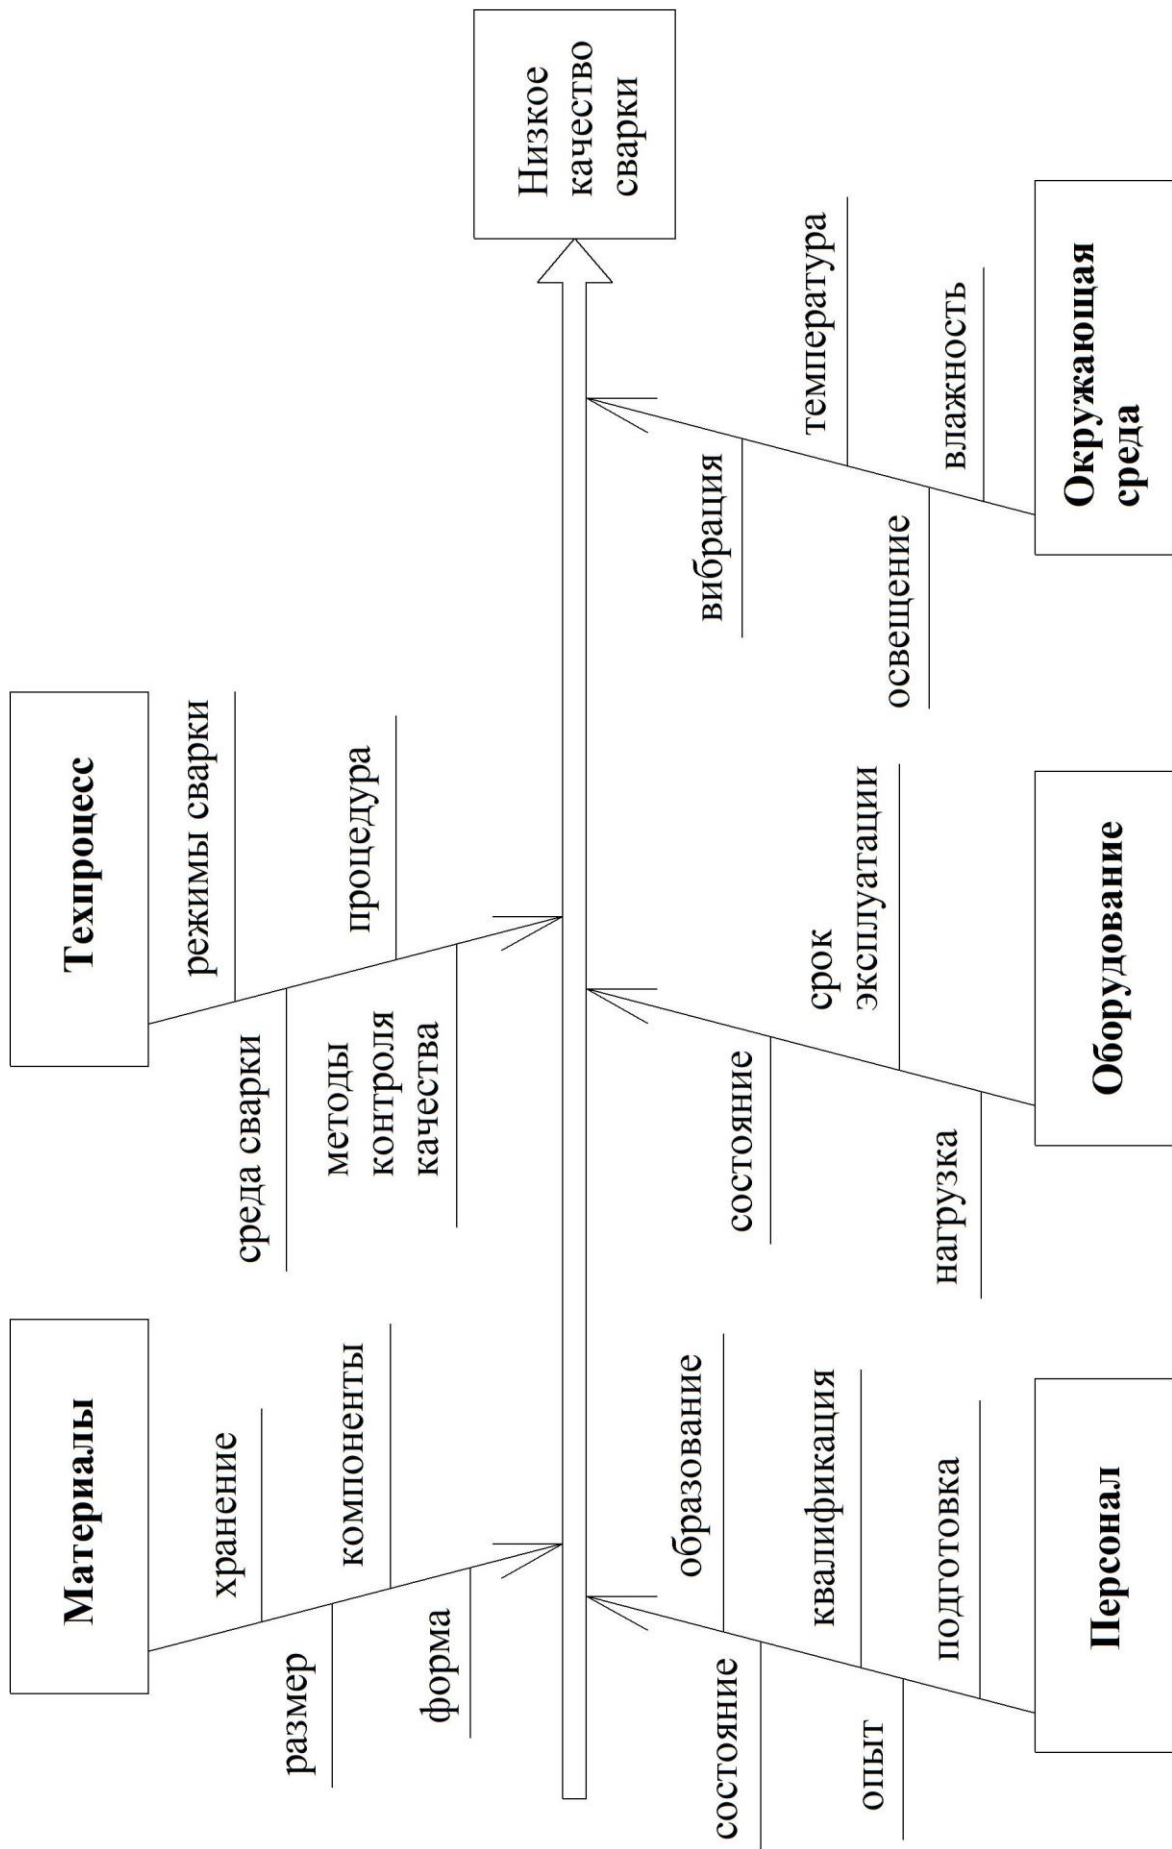 Материалы
хранение
размер
компоненты
форма
Техпроцесс
режимы сварки
среда сварки
процедура
методы
контроля
качества
Низкое
качество
сварки
образование
состояние
квалификация
опыт
подготовка
Персонал
состояние
срок
эксплуатации
нагрузка
Оборудование
вибрация
температура
освещение
влажность
Окружающая
среда